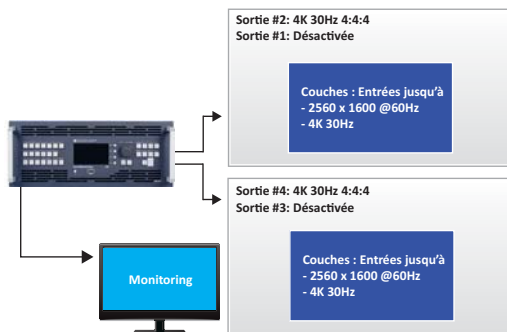 Sortie #2: 4K 30Hz 4:4:4
Sortie #1: Désactivée
Couches : Entrées jusqu'à
- 2560 x 1600 @60Hz
- 4K 30Hz
Sortie #4: 4K 30Hz 4:4:4
Sortie #3: Désactivée
Couches : Entrées jusqu'à
- 2560 x 1600 @60Hz
- 4K 30Hz
Monitoring